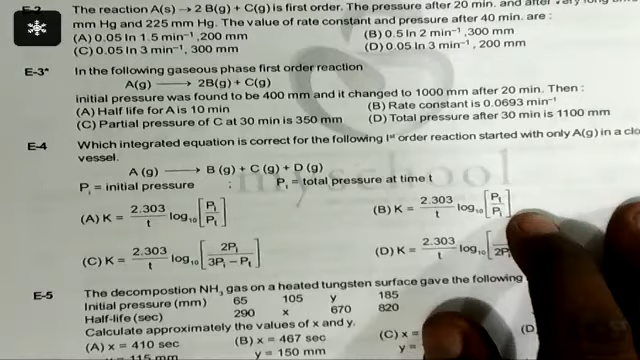 E-2 The reaction A(s) → 2 B(g) + C(g) is first order. The pressure after 20 min. and after very long
mm Hg and 225 mm Hg. The value of rate constant and pressure after 40 min. are :
(A) 0.05 ln 1.5 min⁻¹, 200 mm (B) 0.5 ln 2 min⁻¹, 300 mm
(C) 0.05 ln 3 min⁻¹, 300 mm (D) 0.05 ln 3 min⁻¹, 200 mm
E-3* In the following gaseous phase first order reaction
A(g) ⟶ 2B(g) + C(g)
initial pressure was found to be 400 mm and it changed to 1000 mm after 20 min. Then :
(A) Half life for A is 10 min (B) Rate constant is 0.0693 min⁻¹
(C) Partial pressure of C at 30 min is 350 mm (D) Total pressure after 30 min is 1100 mm
E-4 Which integrated equation is correct for the following Iˢᵗ order reaction started with only A(g) in a clo
vessel.
A (g) ⟶ B (g) + C (g) + D (g)
Pᵢ = initial pressure ; Pₜ = total pressure at time t
(A) K = 2.303/t log₁₀ [Pᵢ/Pₜ] (B) K = 2.303/t log₁₀ [Pₜ/Pᵢ]
(C) K = 2.303/t log₁₀ [2Pᵢ/3Pᵢ – Pₜ] (D) K = 2.303/t log₁₀ [
E-5 The decompostion NH₃ gas on a heated tungsten surface gave the following
Initial pressure (mm) 65 105 y 185
Half-life (sec) 290 x 670 820
Calculate approximately the values of x and y.
(A) x = 410 sec (B) x = 467 sec (C) x = (D)
y = 115 mm y = 150 mm y =
my school